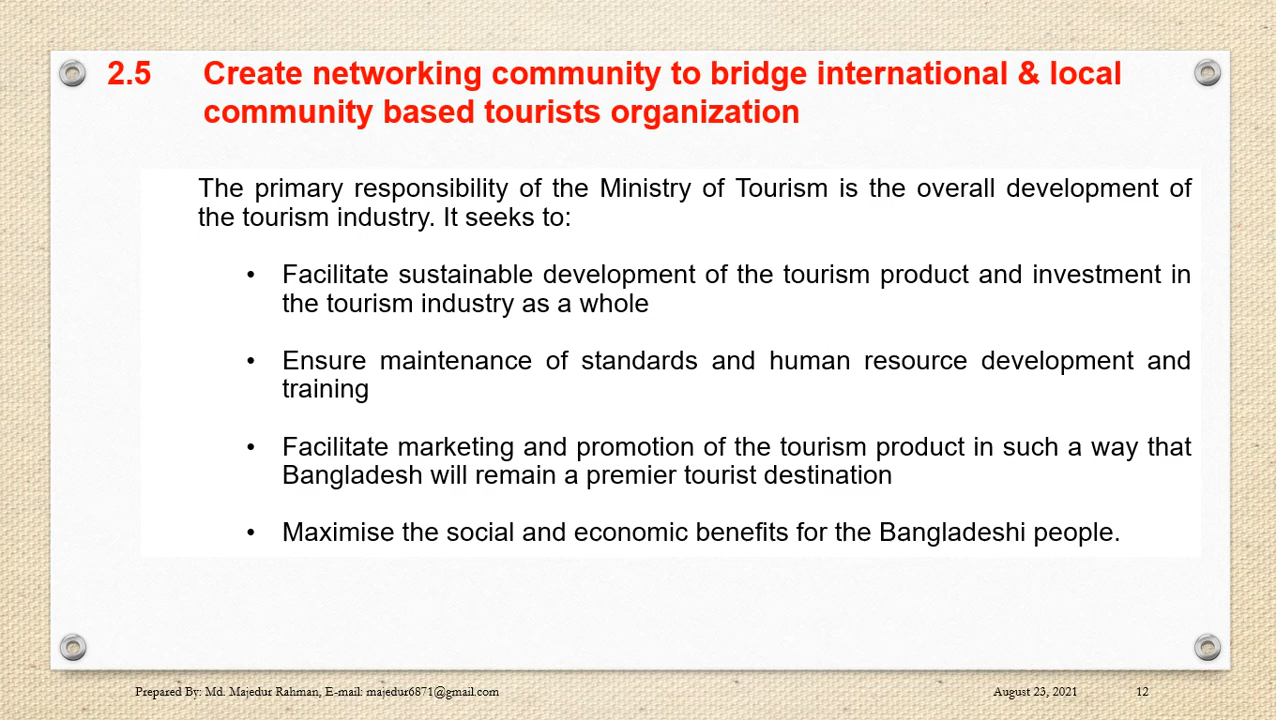 2.5 Create networking community to bridge international & local
community based tourists organization
The primary responsibility of the Ministry of Tourism is the overall development of
the tourism industry. It seeks to:
• Facilitate sustainable development of the tourism product and investment in
the tourism industry as a whole
• Ensure maintenance of standards and human resource development and
training
• Facilitate marketing and promotion of the tourism product in such a way that
Bangladesh will remain a premier tourist destination
• Maximise the social and economic benefits for the Bangladeshi people.
Prepared By: Md. Majedur Rahman, E-mail: majedur6871@gmail.com August 23, 2021 12